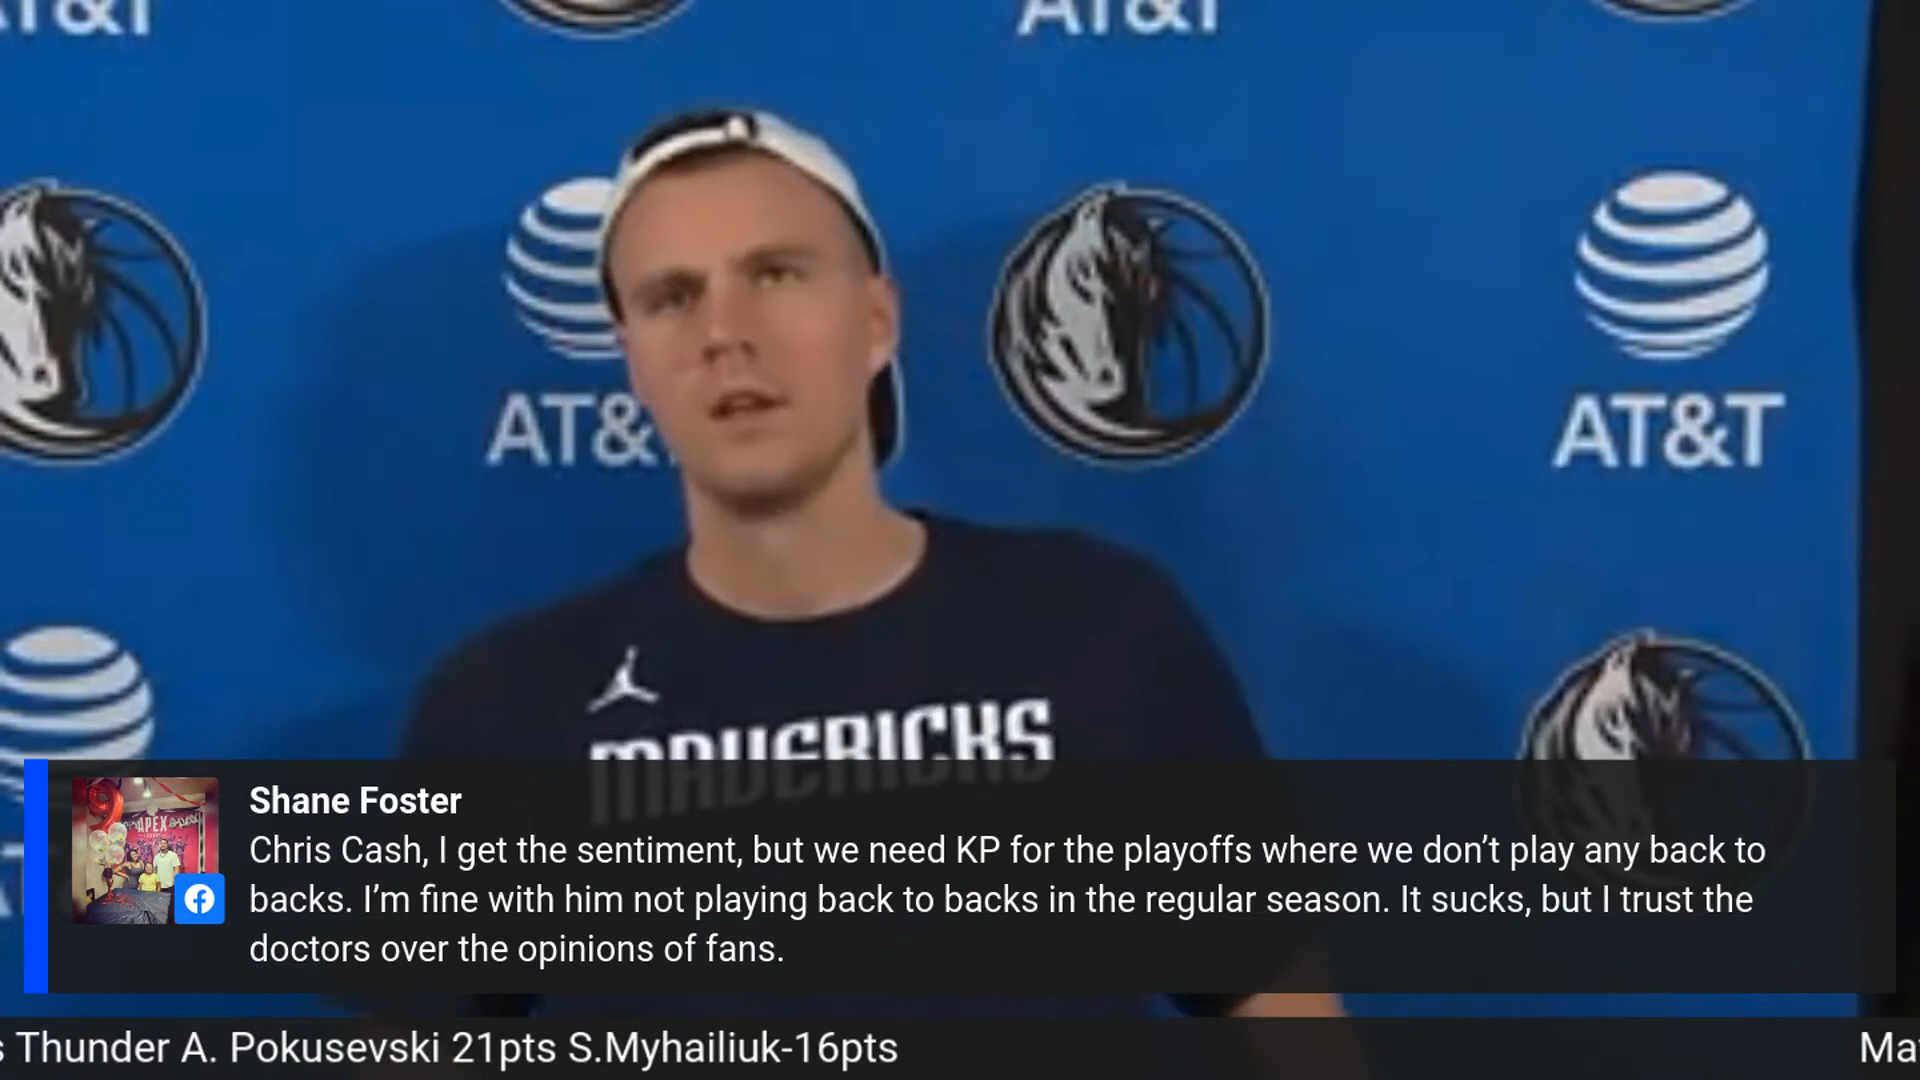 AT&T
AT&T
AT&
AT&T
MAVERICKS
APEX
Shane Foster
Chris Cash, I get the sentiment, but we need KP for the playoffs where we don’t play any back to
backs. I’m fine with him not playing back to backs in the regular season. It sucks, but I trust the
doctors over the opinions of fans.
s Thunder A. Pokusevski 21pts S.Myhailiuk-16pts
Ma